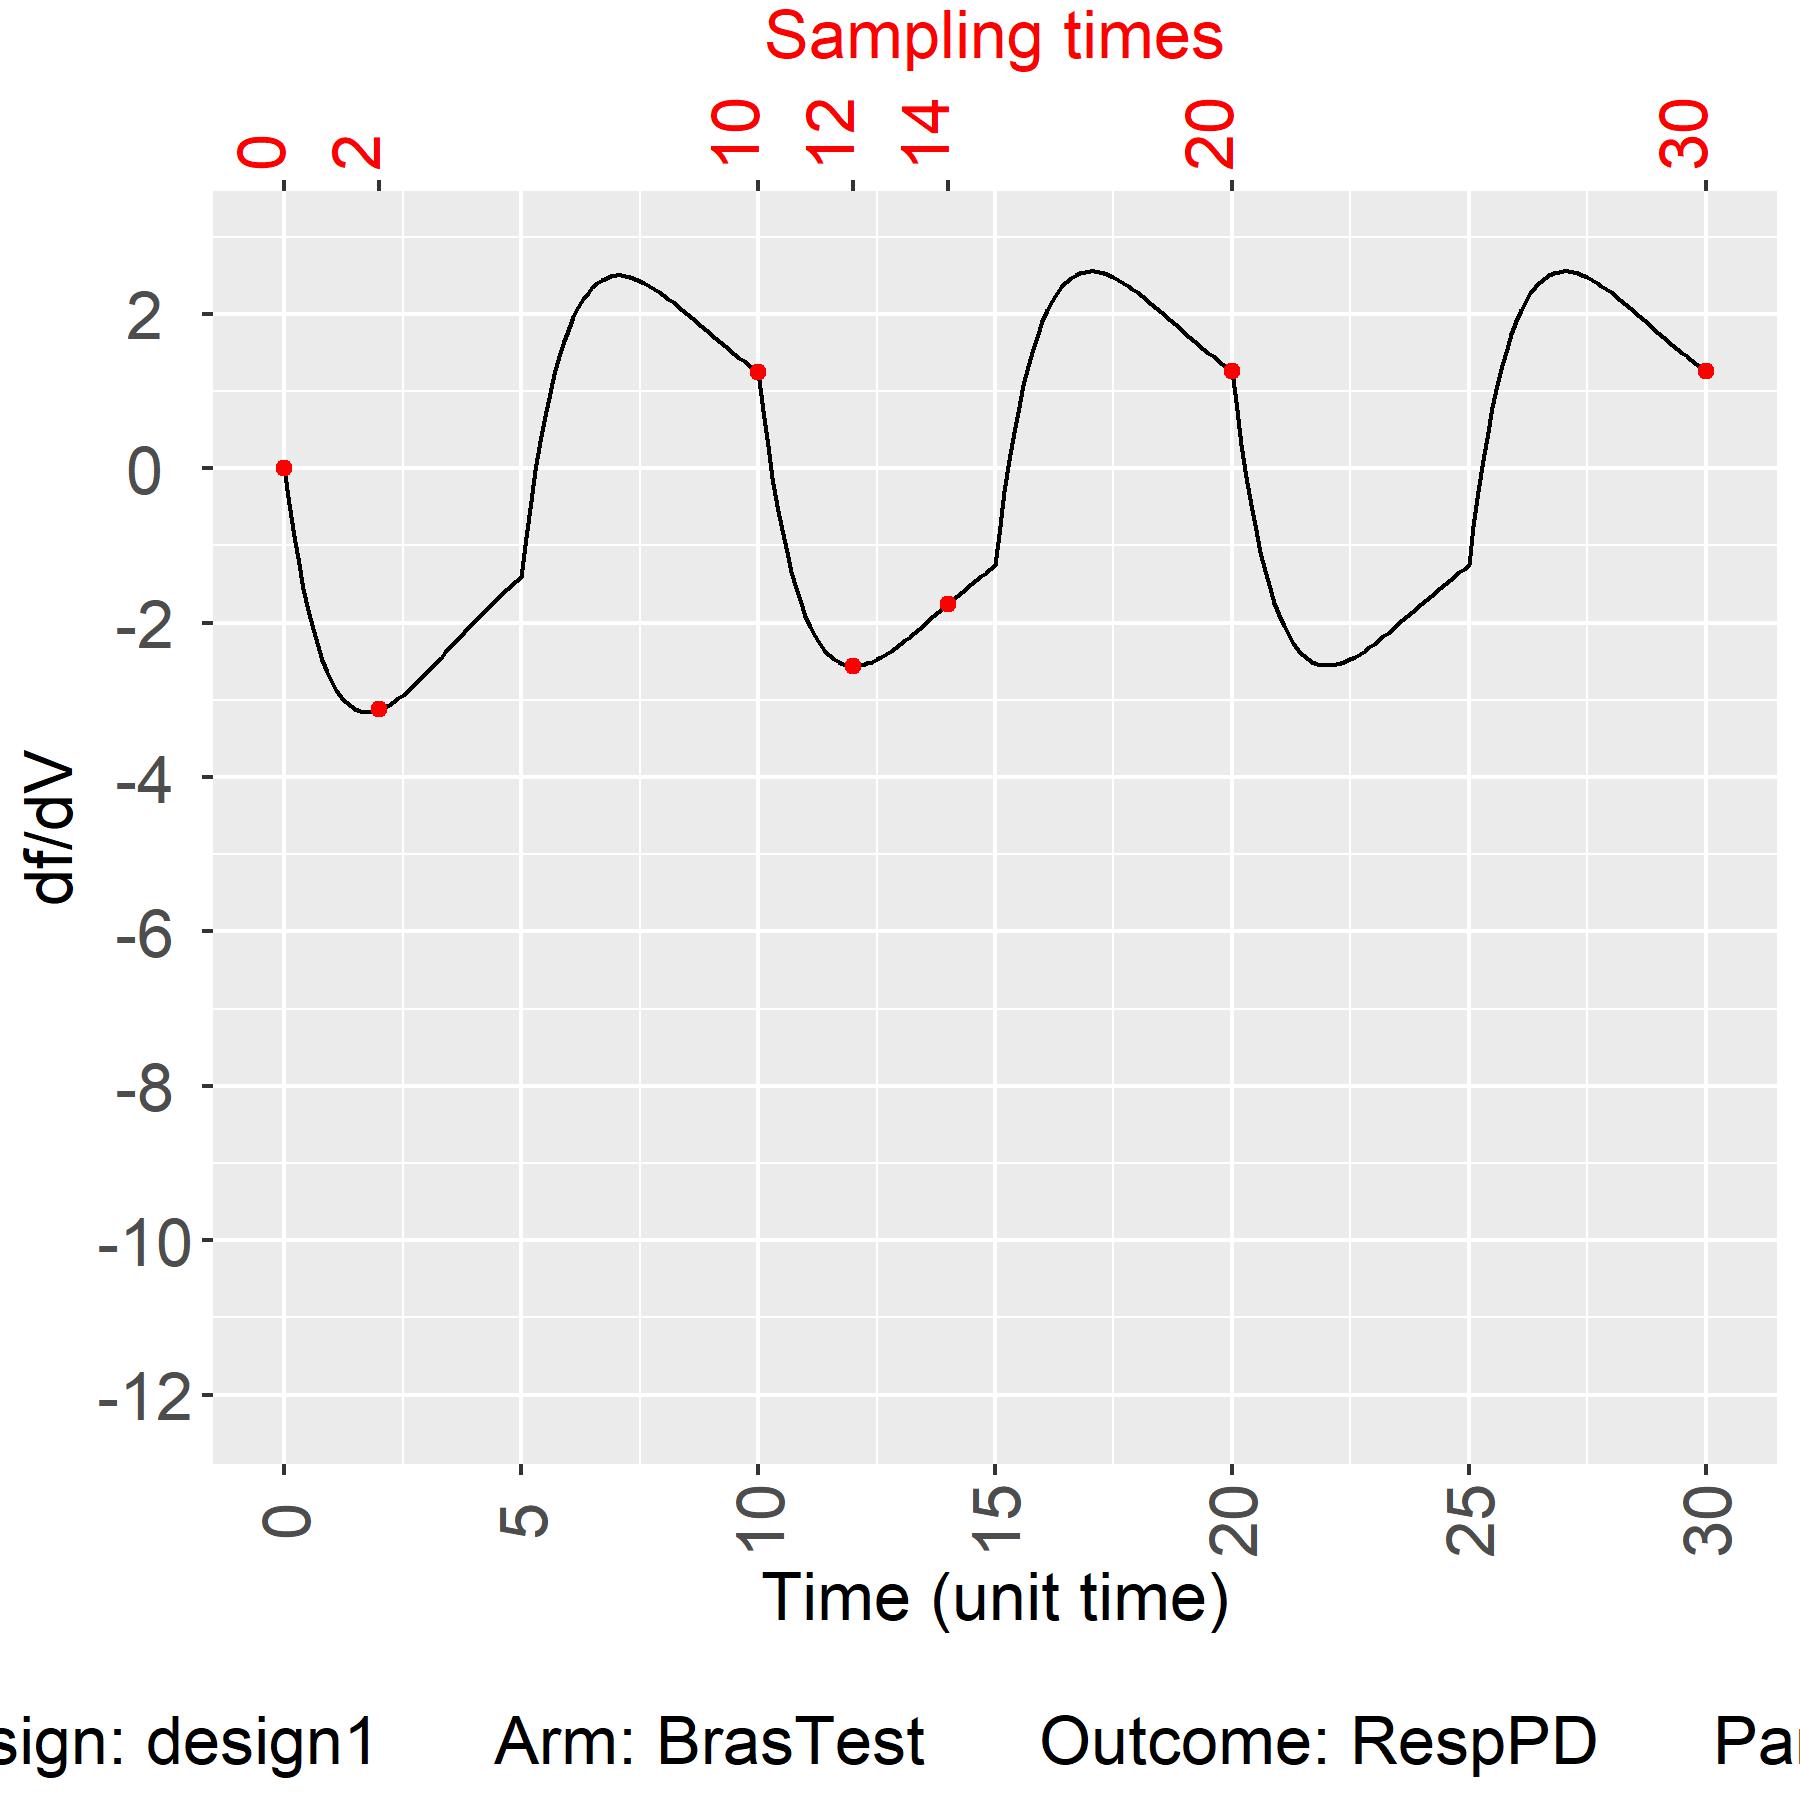 Sampling times
0 2 10 12 14 20 30
2
0
-2
-4
-6
-8
-10
-12
df/dV
0 5 10 15 20 25 30
Time (unit time)
sign: design1 Arm: BrasTest Outcome: RespPD Par